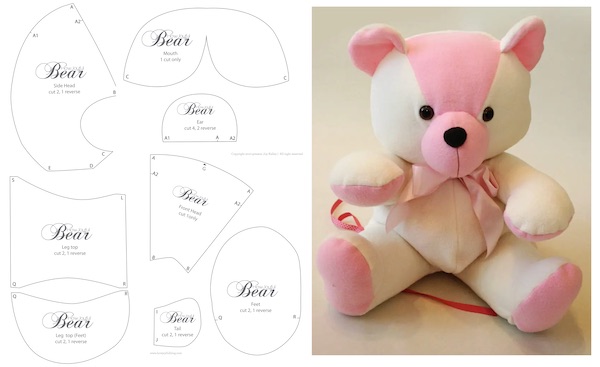 A
A1
A2
Bear
Side Head
cut 2, 1 reverse
B
C
D
E
Bear
Mouth
1 cut only
C
C
Bear
Ear
cut 4, 2 reverse
A1
A
A2
A
A2
G
A
A2
Bear
Front Head
cut 1 only
B
B
S
L
Bear
Leg top
cut 2, 1 reverse
Q
R
Q
R
Bear
Leg top (Feet)
cut 2, 1 reverse
Bear
Tail
cut 2, 1 reverse
Bear
Feet
cut 2, 1 reverse
Q
R